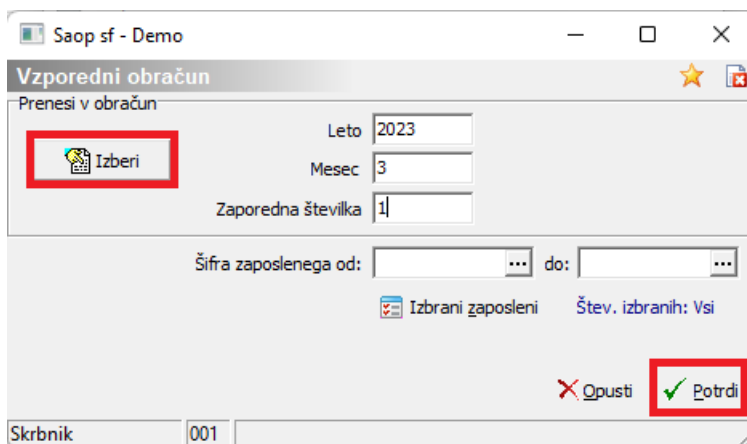 Saop sf - Demo
Vzporedni obračun
Prenesi v obračun
Izberi
Leto 2023
Mesec 3
Zaporedna številka 1
Šifra zaposlenega od: ... do: ...
Izbrani zaposleni Štev. izbranih: Vsi
Opusti Potrdi
Skrbnik 001